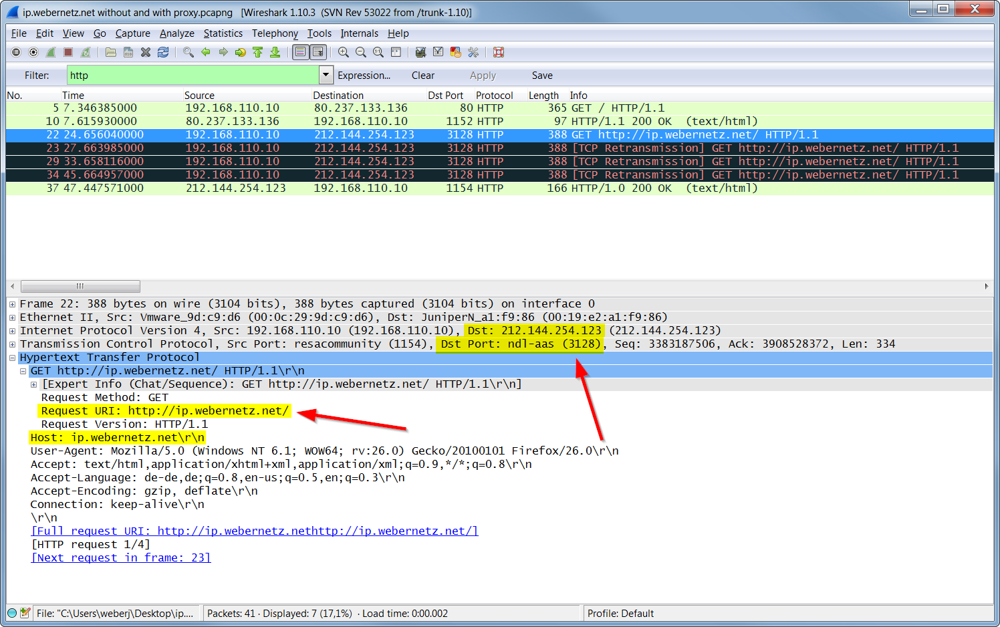 ip.webernetz.net without and with proxy.pcapng [Wireshark 1.10.3 (SVN Rev 53022 from /trunk-1.10)]
File Edit View Go Capture Analyze Statistics Telephony Tools Internals Help
Filter: http Expression... Clear Apply Save
No. Time Source Destination Dst Port Protocol Length Info
5 7.346385000 192.168.110.10 80.237.133.136 80 HTTP 365 GET / HTTP/1.1
10 7.615930000 80.237.133.136 192.168.110.10 1152 HTTP 97 HTTP/1.1 200 OK (text/html)
22 24.656040000 192.168.110.10 212.144.254.123 3128 HTTP 388 GET http://ip.webernetz.net/ HTTP/1.1
23 27.663985000 192.168.110.10 212.144.254.123 3128 HTTP 388 [TCP Retransmission] GET http://ip.webernetz.net/ HTTP/1.1
29 33.658116000 192.168.110.10 212.144.254.123 3128 HTTP 388 [TCP Retransmission] GET http://ip.webernetz.net/ HTTP/1.1
34 45.664957000 192.168.110.10 212.144.254.123 3128 HTTP 388 [TCP Retransmission] GET http://ip.webernetz.net/ HTTP/1.1
37 47.447571000 212.144.254.123 192.168.110.10 1154 HTTP 166 HTTP/1.0 200 OK (text/html)
Frame 22: 388 bytes on wire (3104 bits), 388 bytes captured (3104 bits) on interface 0
Ethernet II, Src: Vmware_9d:c9:d6 (00:0c:29:9d:c9:d6), Dst: JuniperN_a1:f9:86 (00:19:e2:a1:f9:86)
Internet Protocol Version 4, Src: 192.168.110.10 (192.168.110.10), Dst: 212.144.254.123 (212.144.254.123)
Transmission Control Protocol, Src Port: resacommunity (1154), Dst Port: ndl-aas (3128), Seq: 3383187506, Ack: 3908528372, Len: 334
Hypertext Transfer Protocol
GET http://ip.webernetz.net/ HTTP/1.1\r\n
[Expert Info (Chat/Sequence): GET http://ip.webernetz.net/ HTTP/1.1\r\n]
Request Method: GET
Request URI: http://ip.webernetz.net/
Request Version: HTTP/1.1
Host: ip.webernetz.net\r\n
User-Agent: Mozilla/5.0 (Windows NT 6.1; WOW64; rv:26.0) Gecko/20100101 Firefox/26.0\r\n
Accept: text/html,application/xhtml+xml,application/xml;q=0.9,*/*;q=0.8\r\n
Accept-Language: de-de,de;q=0.8,en-us;q=0.5,en;q=0.3\r\n
Accept-Encoding: gzip, deflate\r\n
Connection: keep-alive\r\n
\r\n
[Full request URI: http://ip.webernetz.nethttp://ip.webernetz.net/]
[HTTP request 1/4]
[Next request in frame: 23]
File: "C:\Users\weberj\Desktop\ip.... Packets: 41 · Displayed: 7 (17,1%) · Load time: 0:00.002 Profile: Default